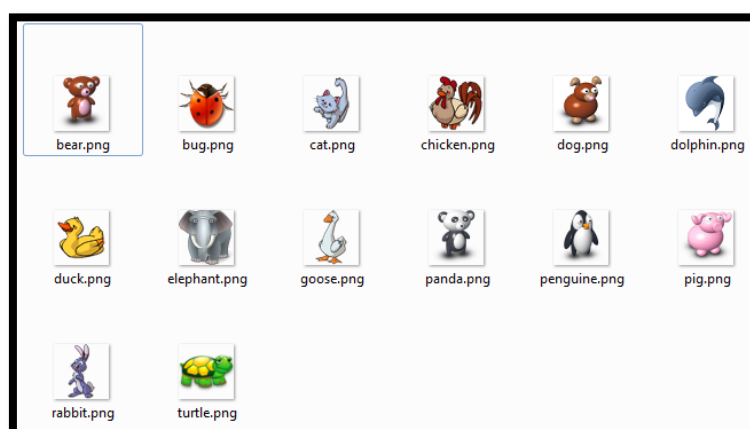 bear.png bug.png cat.png chicken.png dog.png dolphin.png
duck.png elephant.png goose.png panda.png penguine.png pig.png
rabbit.png turtle.png